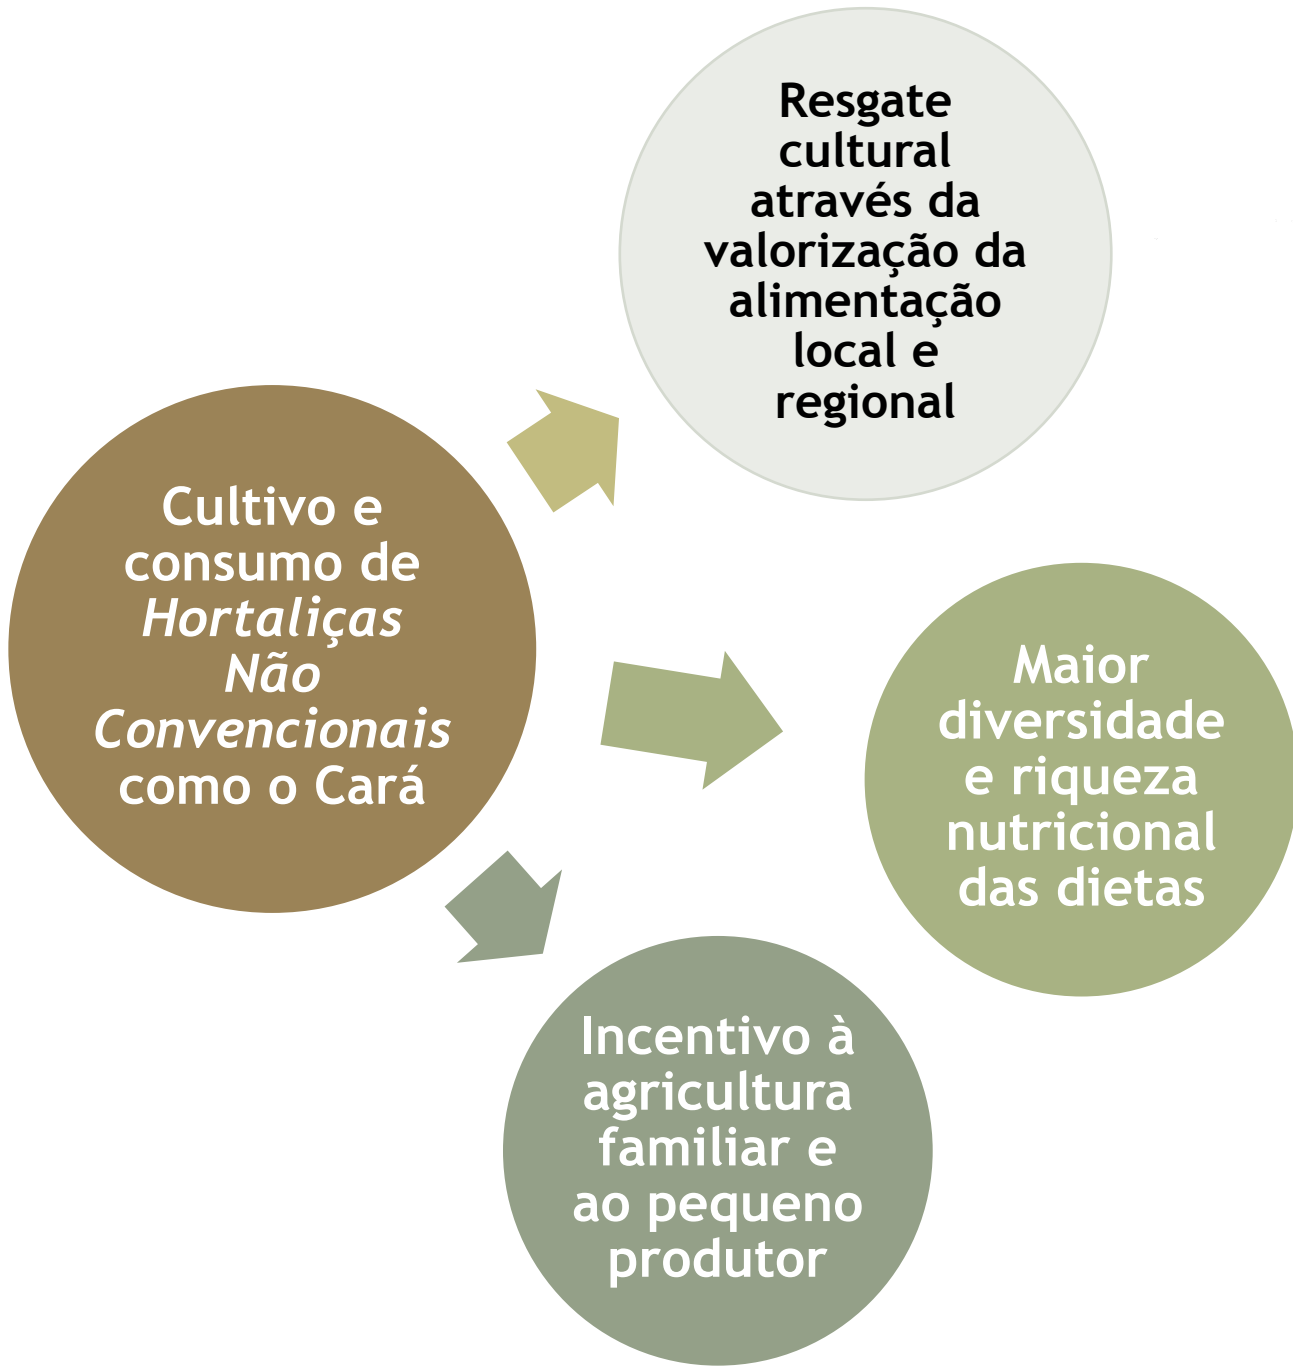 Resgate
cultural
através da
valorização da
alimentação
local e
regional
Cultivo e
consumo de
Hortaliças
Não
Convencionais
como o Cará
Maior
diversidade
e riqueza
nutricional
das dietas
Incentivo à
agricultura
familiar e
ao pequeno
produtor